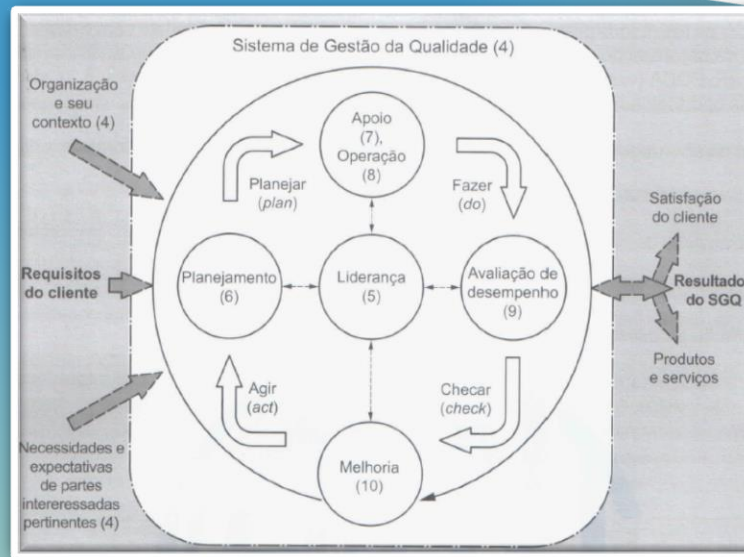 Sistema de Gestão da Qualidade (4)
Organização
e seu
contexto (4)
Apoio
(7),
Operação
(8)
Planejar
(plan)
Fazer
(do)
Satisfação
do cliente
Requisitos
do cliente
Planejamento
(6)
Liderança
(5)
Avaliação de
desempenho
(9)
Resultado
do SGQ
Agir
(act)
Checar
(check)
Produtos
e serviços
Necessidades e
expectativas
de partes
intereressadas
pertinentes (4)
Melhoria
(10)